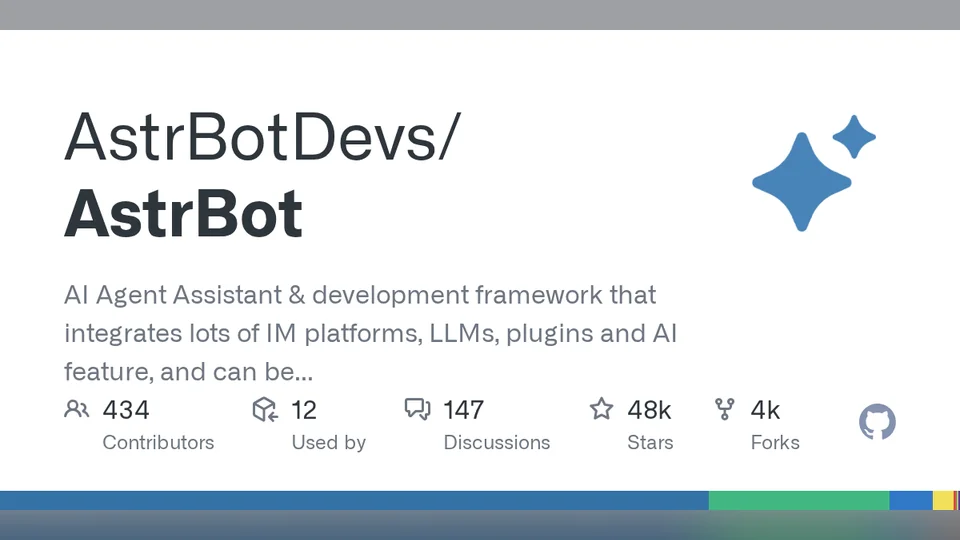 AstrBotDevs/
AstrBot
AI Agent Assistant & development framework that
integrates lots of IM platforms, LLMs, plugins and AI
feature, and can be...
434 12 147 48k 4k
Contributors Used by Discussions Stars Forks